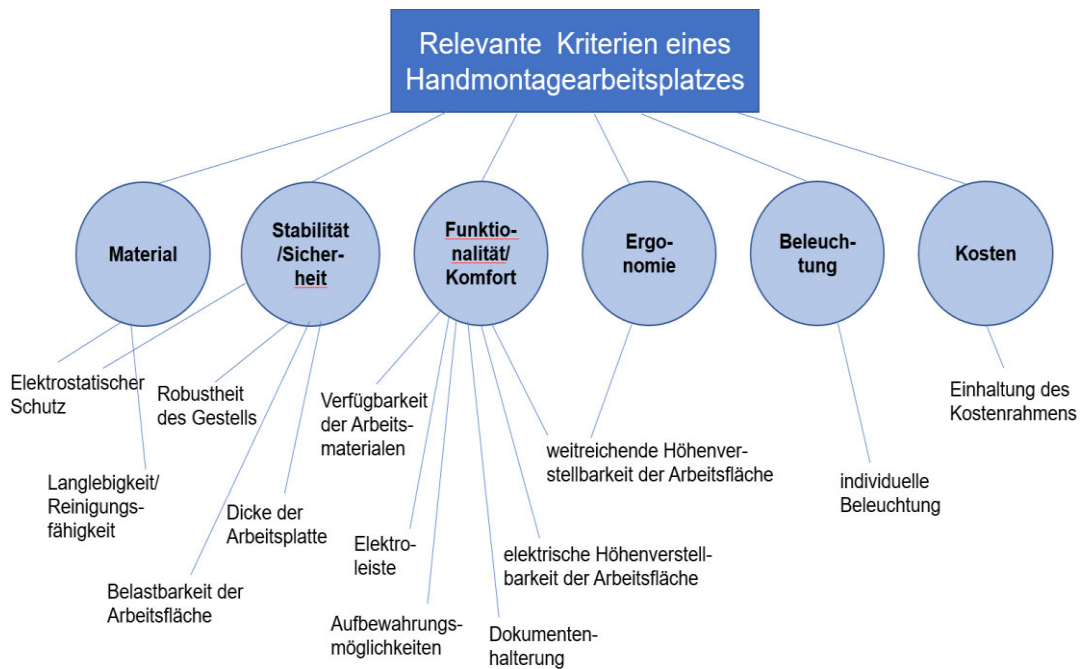 Relevante Kriterien eines
Handmontagearbeitsplatzes
Material
Stabilität
/Sicher-
heit
Funktio-
nalität/
Komfort
Ergo-
nomie
Beleuch-
tung
Kosten
Elektrostatischer
Schutz
Langlebigkeit/
Reinigungs-
fähigkeit
Robustheit
des Gestells
Belastbarkeit der
Arbeitsfläche
Dicke der
Arbeitsplatte
Verfügbarkeit
der Arbeits-
materialen
Elektro-
leiste
Aufbewahrungs-
möglichkeiten
Dokumenten-
halterung
elektrische Höhenverstell-
barkeit der Arbeitsfläche
weitreichende Höhenver-
stellbarkeit der Arbeitsfläche
individuelle
Beleuchtung
Einhaltung des
Kostenrahmens